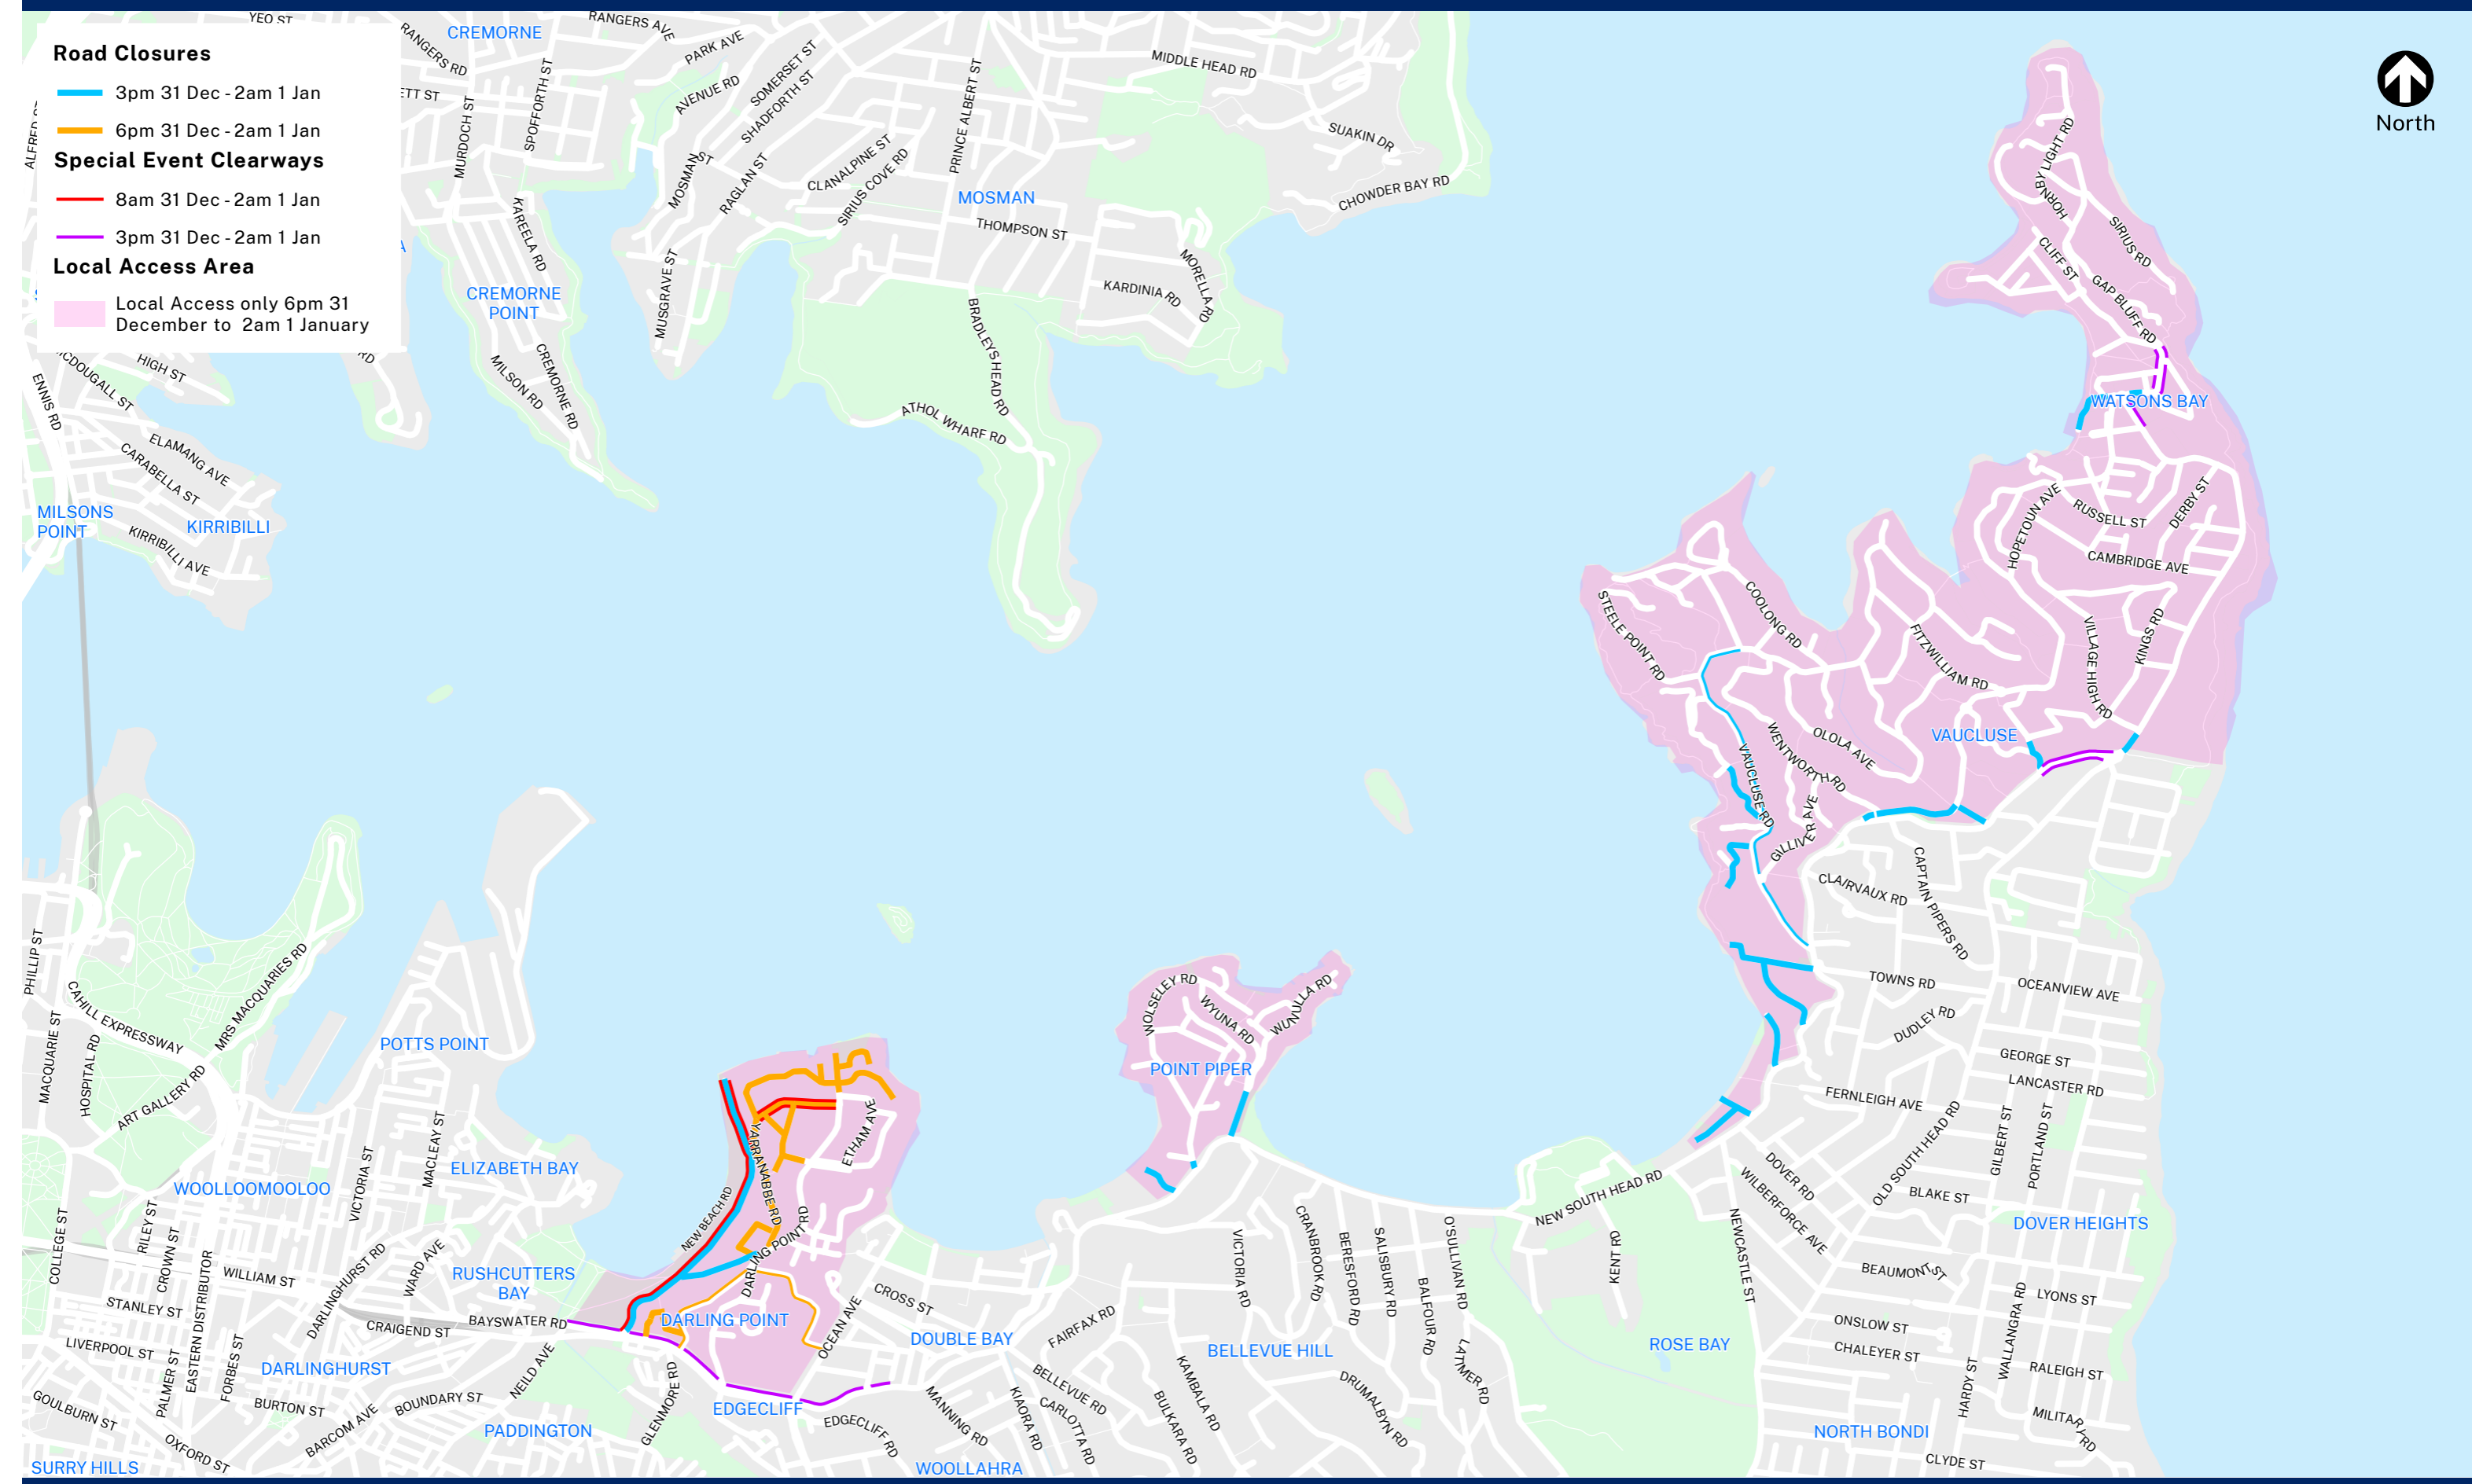 Road Closures
3pm 31 Dec - 2am 1 Jan
6pm 31 Dec - 2am 1 Jan
Special Event Clearways
8am 31 Dec - 2am 1 Jan
3pm 31 Dec - 2am 1 Jan
Local Access Area
Local Access only 6pm 31
December to 2am 1 January
North
YEO ST
RANGERS RD
CREMORNE
RANGERS AVE
PARK AVE
ETT ST
MURDOCH ST
SPOFFORTH ST
AVENUE RD
SOMERSET ST
SHADFORTH ST
MOSMAN ST
RAGLAN ST
CLANALPINE ST
SIRIUS COVE RD
PRINCE ALBERT ST
MIDDLE HEAD RD
SUAKIN DR
CHOWDER BAY RD
MOSMAN
THOMPSON ST
KARDINIA RD
MORELLA RD
ALFRED ST
KAREELA RD
CREMORNE
POINT
MUSGRAVE ST
MILSON RD
CREMORNE RD
BRADLEYS HEAD RD
ATHOL WHARF RD
RD
HIGH ST
CDOUGALL ST
ENNIS RD
ELAMANG AVE
CARABELLA ST
MILSONS
POINT
KIRRIBILLI
KIRRIBILLI AVE
HORNBY LIGHT RD
SIRIUS RD
CLIFF ST
GAP BLUFF RD
WATSONS BAY
HOPETOUN AVE
RUSSELL ST
DERBY ST
CAMBRIDGE AVE
COOLONG RD
STEELE POINT RD
FITZWILLIAM RD
VILLAGE HIGH RD
KINGS RD
VAUCLUSE
VAUCLUSE RD
WENTWORTH RD
OLOLA AVE
GILLIVER AVE
CLAIRVAUX RD
CAPTAIN PIPERS RD
TOWNS RD
OCEANVIEW AVE
DUDLEY RD
GEORGE ST
LANCASTER RD
FERNLEIGH AVE
OLD SOUTH HEAD RD
GILBERT ST
PORTLAND ST
DOVER RD
WILBERFORCE AVE
BLAKE ST
DOVER HEIGHTS
NEW SOUTH HEAD RD
KENT RD
NEWCASTLE ST
BEAUMONT ST
LYONS ST
ONSLOW ST
CHALEYER ST
WALLANGRA RD
RALEIGH ST
HARDY ST
MILITARY RD
ROSE BAY
NORTH BONDI
CLYDE ST
PHILLIP ST
CAHILL EXPRESSWAY
MRS MACQUARIES RD
MACQUARIE ST
HOSPITAL RD
ART GALLERY RD
POTTS POINT
MACLEAY ST
VICTORIA ST
ELIZABETH BAY
WOOLLOOMOOLOO
COLLEGE ST
RILEY ST
CROWN ST
EASTERN DISTRIBUTOR
WILLIAM ST
DARLINGHURST RD
WARD AVE
RUSHCUTTERS
BAY
STANLEY ST
BAYSWATER RD
CRAIGEND ST
LIVERPOOL ST
PALMER ST
FORBES ST
DARLINGHURST
NEILD AVE
GOULBURN ST
BURTON ST
BOUNDARY ST
BARCOM AVE
OXFORD ST
PADDINGTON
GLENMORE RD
SURRY HILLS
YARRANABBE RD
NEW BEACH RD
ETHAM AVE
DARLING POINT RD
DARLING POINT
OCEAN AVE
CROSS ST
EDGECLIFF
EDGECLIFF RD
DOUBLE BAY
MANNING RD
WOOLLAHRA
KIAORA RD
BELLEVUE RD
CARLOTTA RD
FAIRFAX RD
WOLSELEY RD
WYUNA RD
WUNULLA RD
POINT PIPER
VICTORIA RD
CRANBROOK RD
BERESFORD RD
SALISBURY RD
BALFOUR RD
O'SULLIVAN RD
LATIMER RD
BELLEVUE HILL
KAMBALA RD
BULKARA RD
DRUMALBYN RD